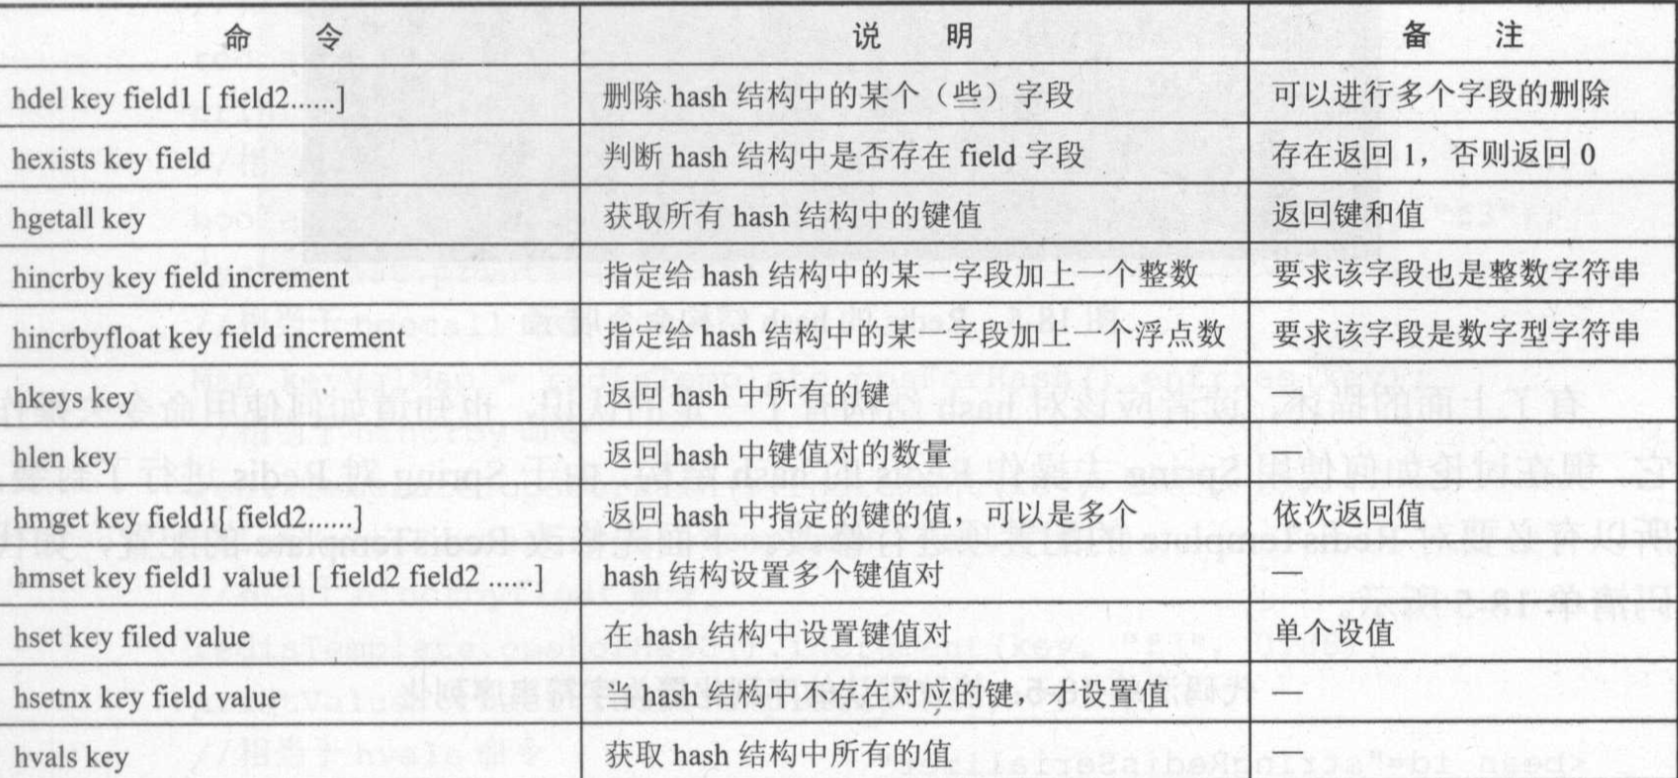 命 令 说 明 备 注
hdel key field1 [ field2......] 删除 hash 结构中的某个（些）字段 可以进行多个字段的删除
hexists key field 判断 hash 结构中是否存在 field 字段 存在返回 1，否则返回 0
hgetall key 获取所有 hash 结构中的键值 返回键和值
hincrby key field increment 指定给 hash 结构中的某一字段加上一个整数 要求该字段也是整数字符串
hincrbyfloat key field increment 指定给 hash 结构中的某一字段加上一个浮点数 要求该字段是数字型字符串
hkeys key 返回 hash 中所有的键 —
hlen key 返回 hash 中键值对的数量 —
hmget key field1[ field2......] 返回 hash 中指定的键的值，可以是多个 依次返回值
hmset key field1 value1 [ field2 field2 ......] hash 结构设置多个键值对 —
hset key filed value 在 hash 结构中设置键值对 单个设值
hsetnx key field value 当 hash 结构中不存在对应的键，才设置值 —
hvals key 获取 hash 结构中所有的值 —